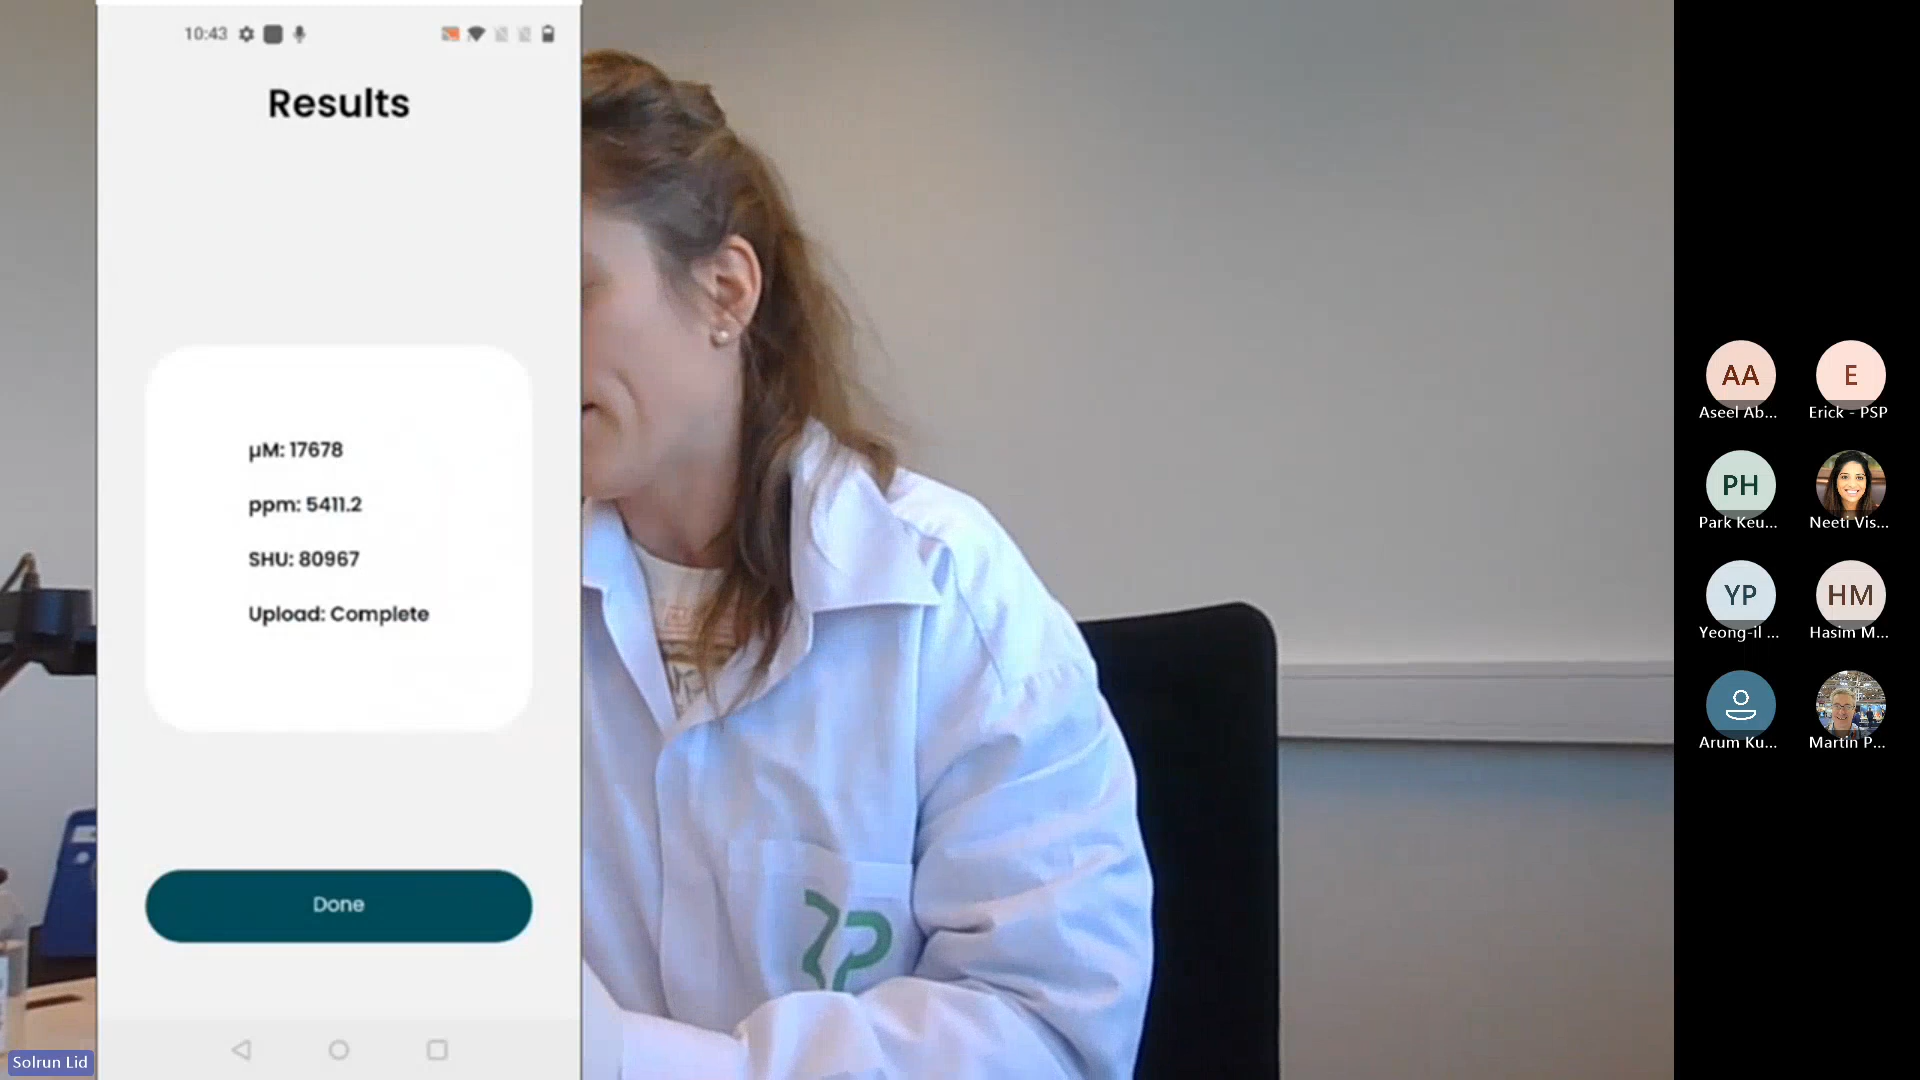 10:43
Results
µM: 17678
ppm: 5411.2
SHU: 80967
Upload: Complete
Done
Solrun Lid
ZP
AA
Aseel Ab...
E
Erick - PSP
PH
Park Keu...
Neeti Vis...
YP
Yeong-il ...
HM
Hasim M...
Arum Ku...
Martin P...